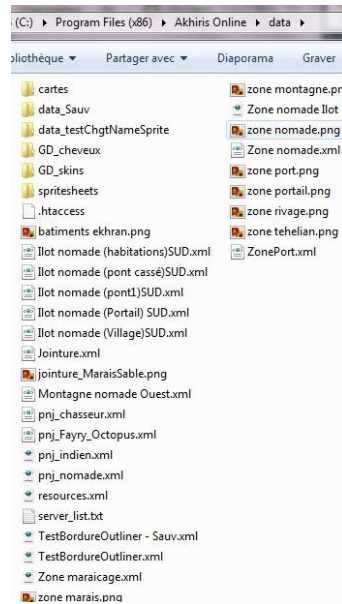 (C:) ▸ Program Files (x86) ▸ Akhiris Online ▸ data ▸
bliothèque ▾ Partager avec ▾ Diaporama Graver
cartes
data_Sauv
data_testChgtNameSprite
GD_cheveux
GD_skins
spritesheets
.htaccess
batiments ekhran.png
Ilot nomade (habitations)SUD.xml
Ilot nomade (pont cassé)SUD.xml
Ilot nomade (pont1)SUD.xml
Ilot nomade (Portail) SUD.xml
Ilot nomade (Village)SUD.xml
Jointure.xml
jointure_MaraisSable.png
Montagne nomade Ouest.xml
pnj_chasseur.xml
pnj_Fayry_Octopus.xml
pnj_indien.xml
pnj_nomade.xml
resources.xml
server_list.txt
TestBordureOutliner - Sauv.xml
TestBordureOutliner.xml
Zone maraicage.xml
zone marais.png
zone montagne.pr
Zone nomade Ilot
zone nomade.png
Zone nomade.xml
zone port.png
zone portail.png
zone rivage.png
zone tehelian.png
ZonePort.xml